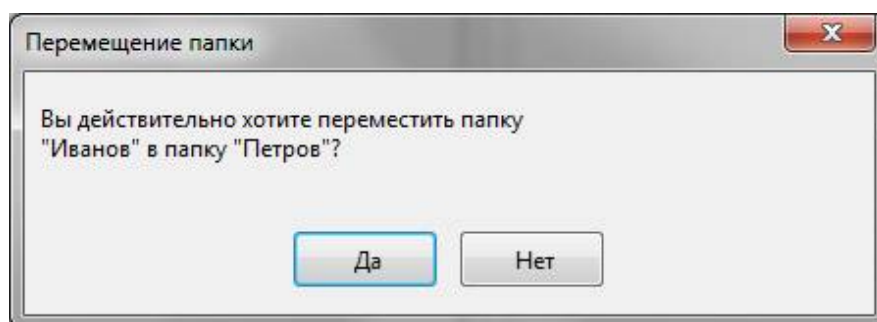 Перемещение папки
Вы действительно хотите переместить папку
"Иванов" в папку "Петров"?
Да
Нет